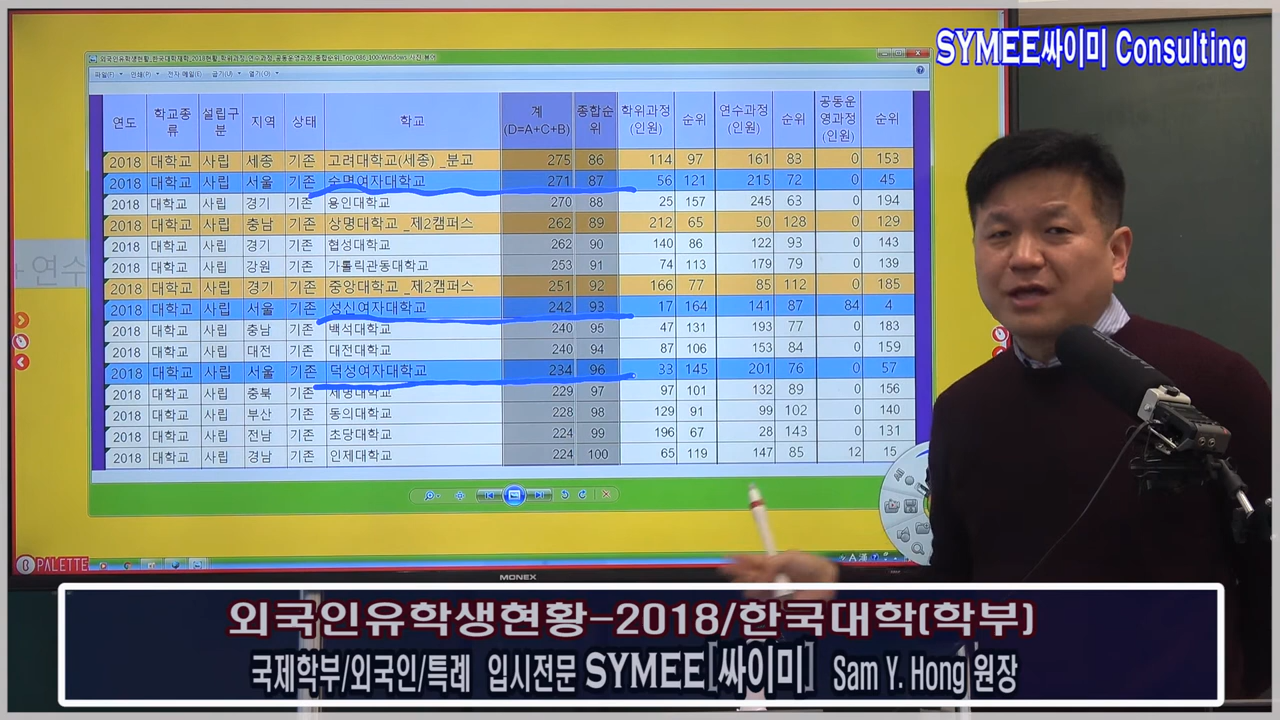 SYMEE싸이미 Consulting
파일(F) 인쇄(P) 전자 메일(E) 굽기(U) 열기(O)
연도 학교종류 설립구분 지역 상태 학교 계(D=A+C+B) 종합순위 학위과정(인원) 순위 연수과정(인원) 순위 공동운영과정(인원) 순위
2018 대학교 사립 세종 기존 고려대학교(세종) _분교 275 86 114 97 161 83 0 153
2018 대학교 사립 서울 기존 숙명여자대학교 271 87 56 121 215 72 0 45
2018 대학교 사립 경기 기존 용인대학교 270 88 25 157 245 63 0 194
2018 대학교 사립 충남 기존 상명대학교 _제2캠퍼스 262 89 212 65 50 128 0 129
2018 대학교 사립 경기 기존 협성대학교 262 90 140 86 122 93 0 143
2018 대학교 사립 강원 기존 가톨릭관동대학교 253 91 74 113 179 79 0 139
2018 대학교 사립 경기 기존 중앙대학교 _제2캠퍼스 251 92 166 77 85 112 0 185
2018 대학교 사립 서울 기존 성신여자대학교 242 93 17 164 141 87 84 4
2018 대학교 사립 충남 기존 백석대학교 240 95 47 131 193 77 0 183
2018 대학교 사립 대전 기존 대전대학교 240 94 87 106 153 84 0 159
2018 대학교 사립 서울 기존 덕성여자대학교 234 96 33 145 201 76 0 57
2018 대학교 사립 충북 기존 세명대학교 229 97 97 101 132 89 0 156
2018 대학교 사립 부산 기존 동의대학교 228 98 129 91 99 102 0 140
2018 대학교 사립 전남 기존 초당대학교 224 99 196 67 28 143 0 131
2018 대학교 사립 경남 기존 인제대학교 224 100 65 119 147 85 12 15
연수
PALETTE
A 漢
MONEX
외국인유학생현황-2018/한국대학(학부)
국제학부/외국인/특례 입시전문 SYMEE[싸이미] Sam Y. Hong 원장